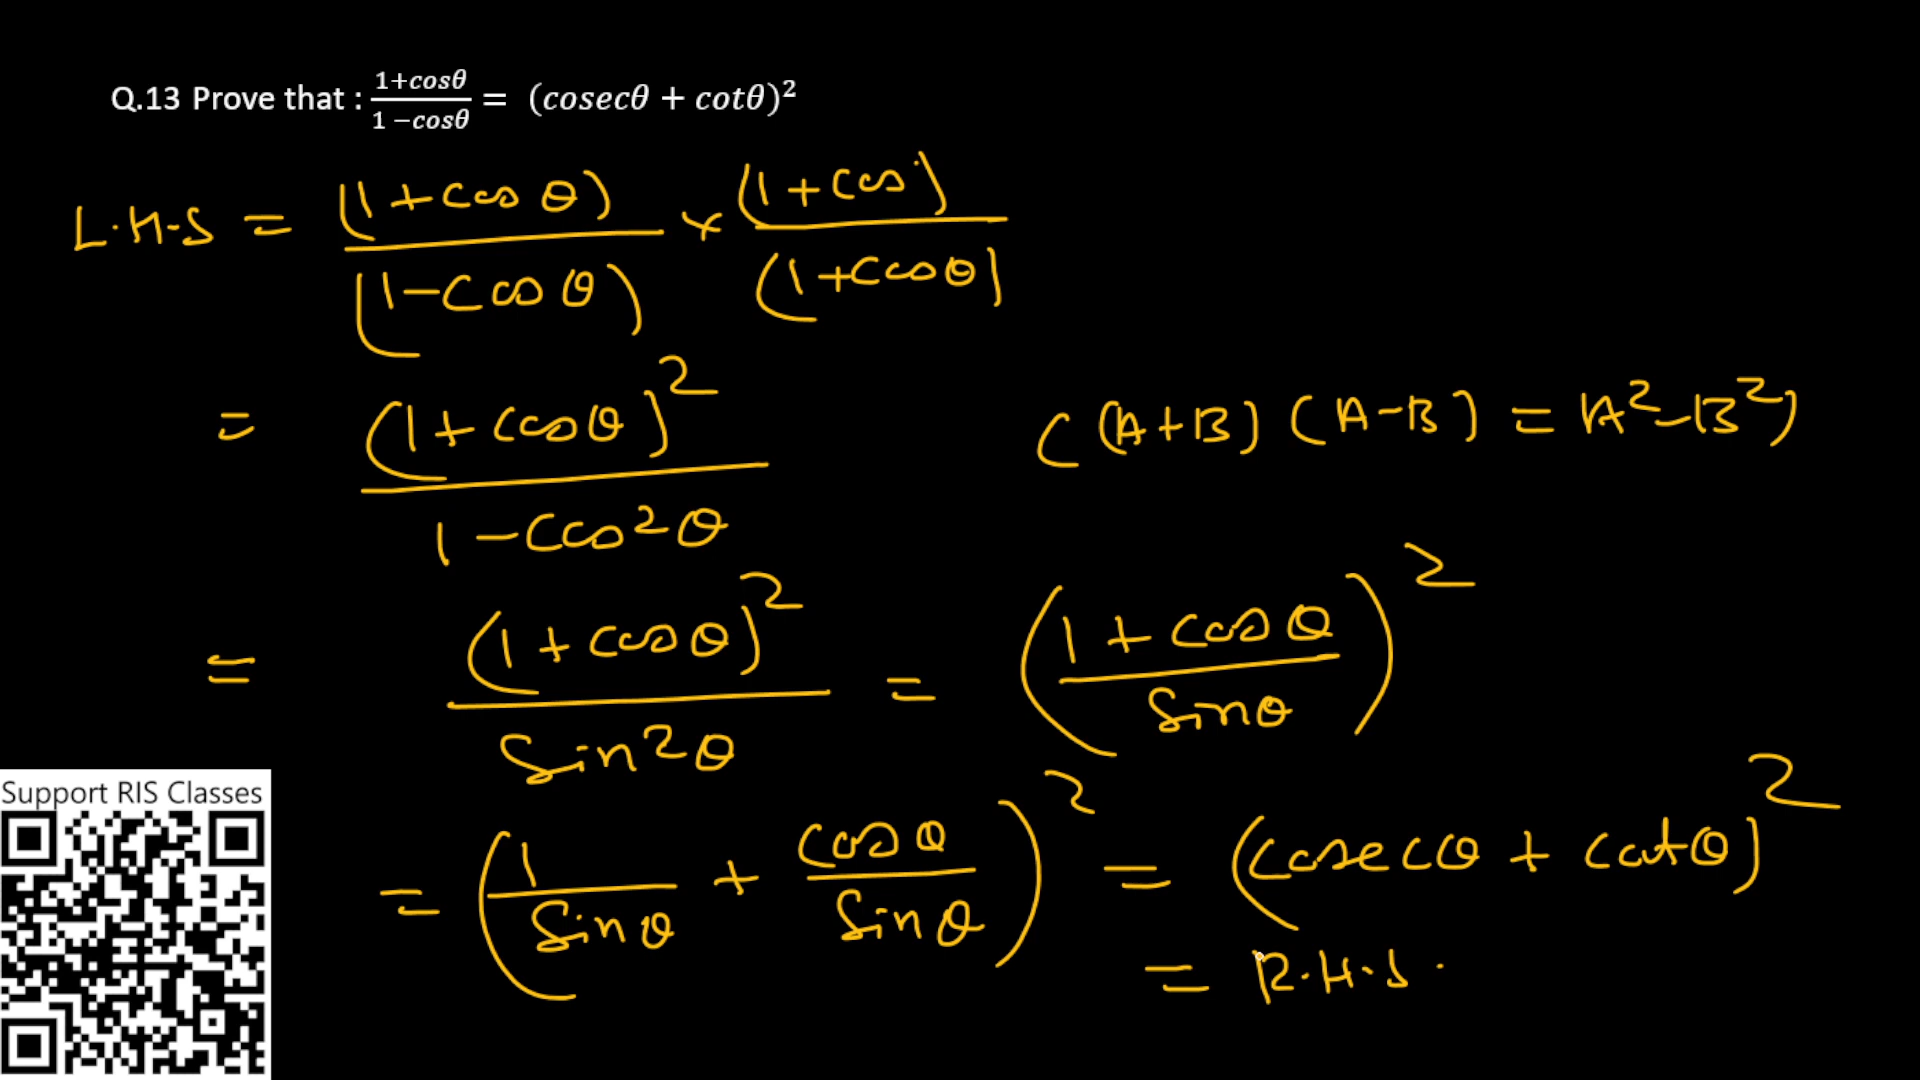 Q.13 Prove that : (1+cosθ)/(1−cosθ) = (cosecθ + cotθ)²
L.H.S = (1+cos θ)/(1-cos θ) × (1+cos)/(1+cosθ)
= (1+cosθ)²/(1-cos²θ) ((A+B)(A-B) = A²-B²)
= (1+cosθ)²/sin²θ = ((1+cosθ)/sinθ)²
Support RIS Classes
= (1/sinθ + cosθ/sinθ)² = (cosecθ + cotθ)²
= R.H.S.